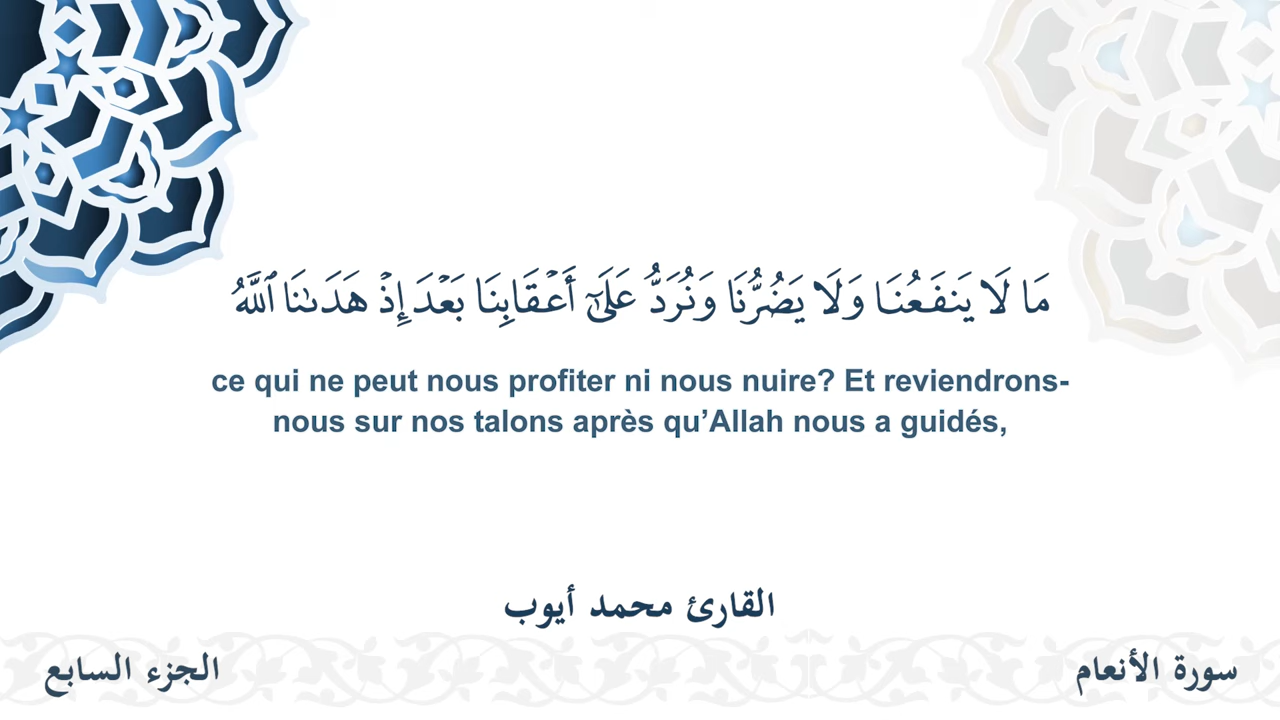 مَا لَا يَنفَعُنَا وَلَا يَضُرُّنَا وَنُرَدُّ عَلَىٰٓ أَعۡقَابِنَا بَعۡدَ إِذۡ هَدَىٰنَا ٱللَّهُ
ce qui ne peut nous profiter ni nous nuire? Et reviendrons-
nous sur nos talons après qu’Allah nous a guidés,
القارئ محمد أيوب
سورة الأنعام
الجزء السابع